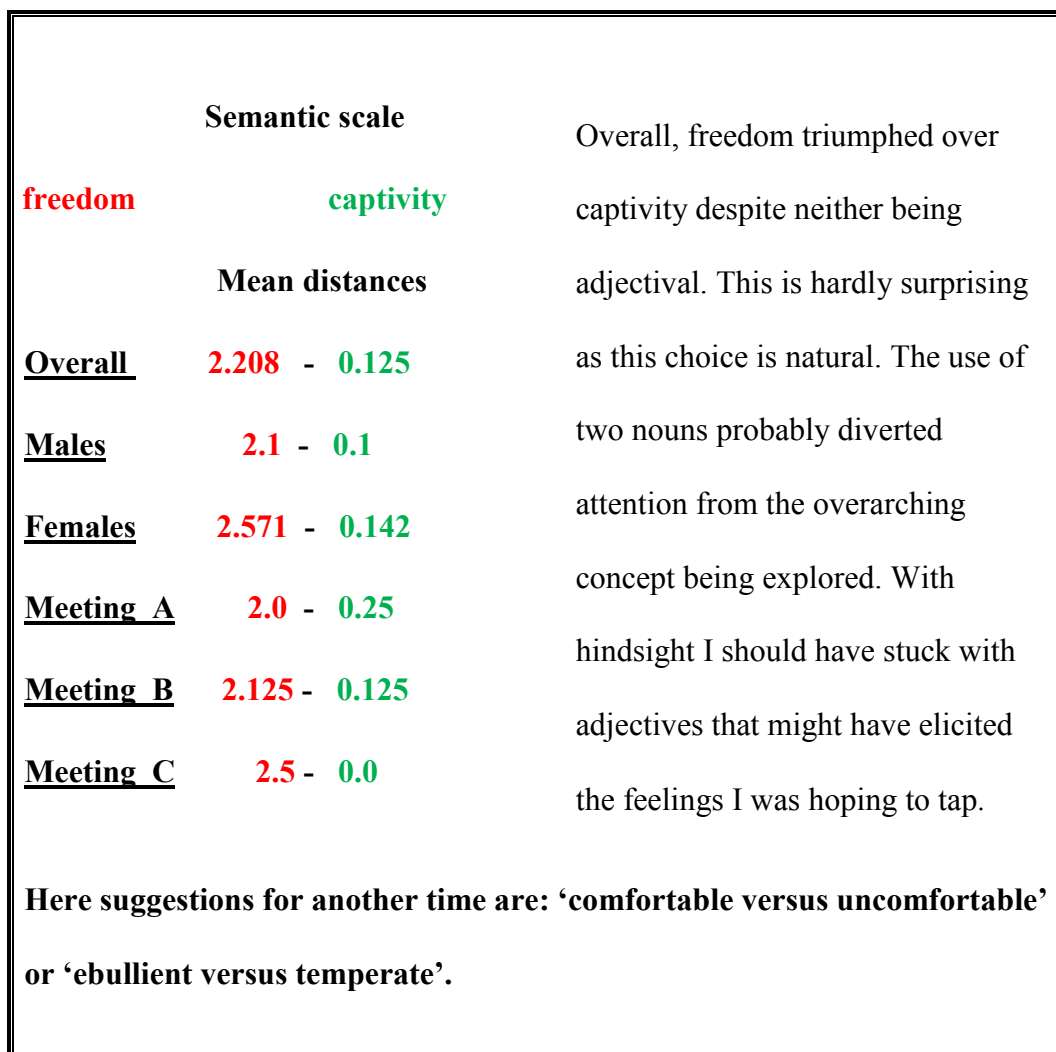 Semantic scale
freedom captivity
Mean distances
Overall 2.208 - 0.125
Males 2.1 - 0.1
Females 2.571 - 0.142
Meeting A 2.0 - 0.25
Meeting B 2.125 - 0.125
Meeting C 2.5 - 0.0
Overall, freedom triumphed over
captivity despite neither being
adjectival. This is hardly surprising
as this choice is natural. The use of
two nouns probably diverted
attention from the overarching
concept being explored. With
hindsight I should have stuck with
adjectives that might have elicited
the feelings I was hoping to tap.
Here suggestions for another time are: ‘comfortable versus uncomfortable’
or ‘ebullient versus temperate’.